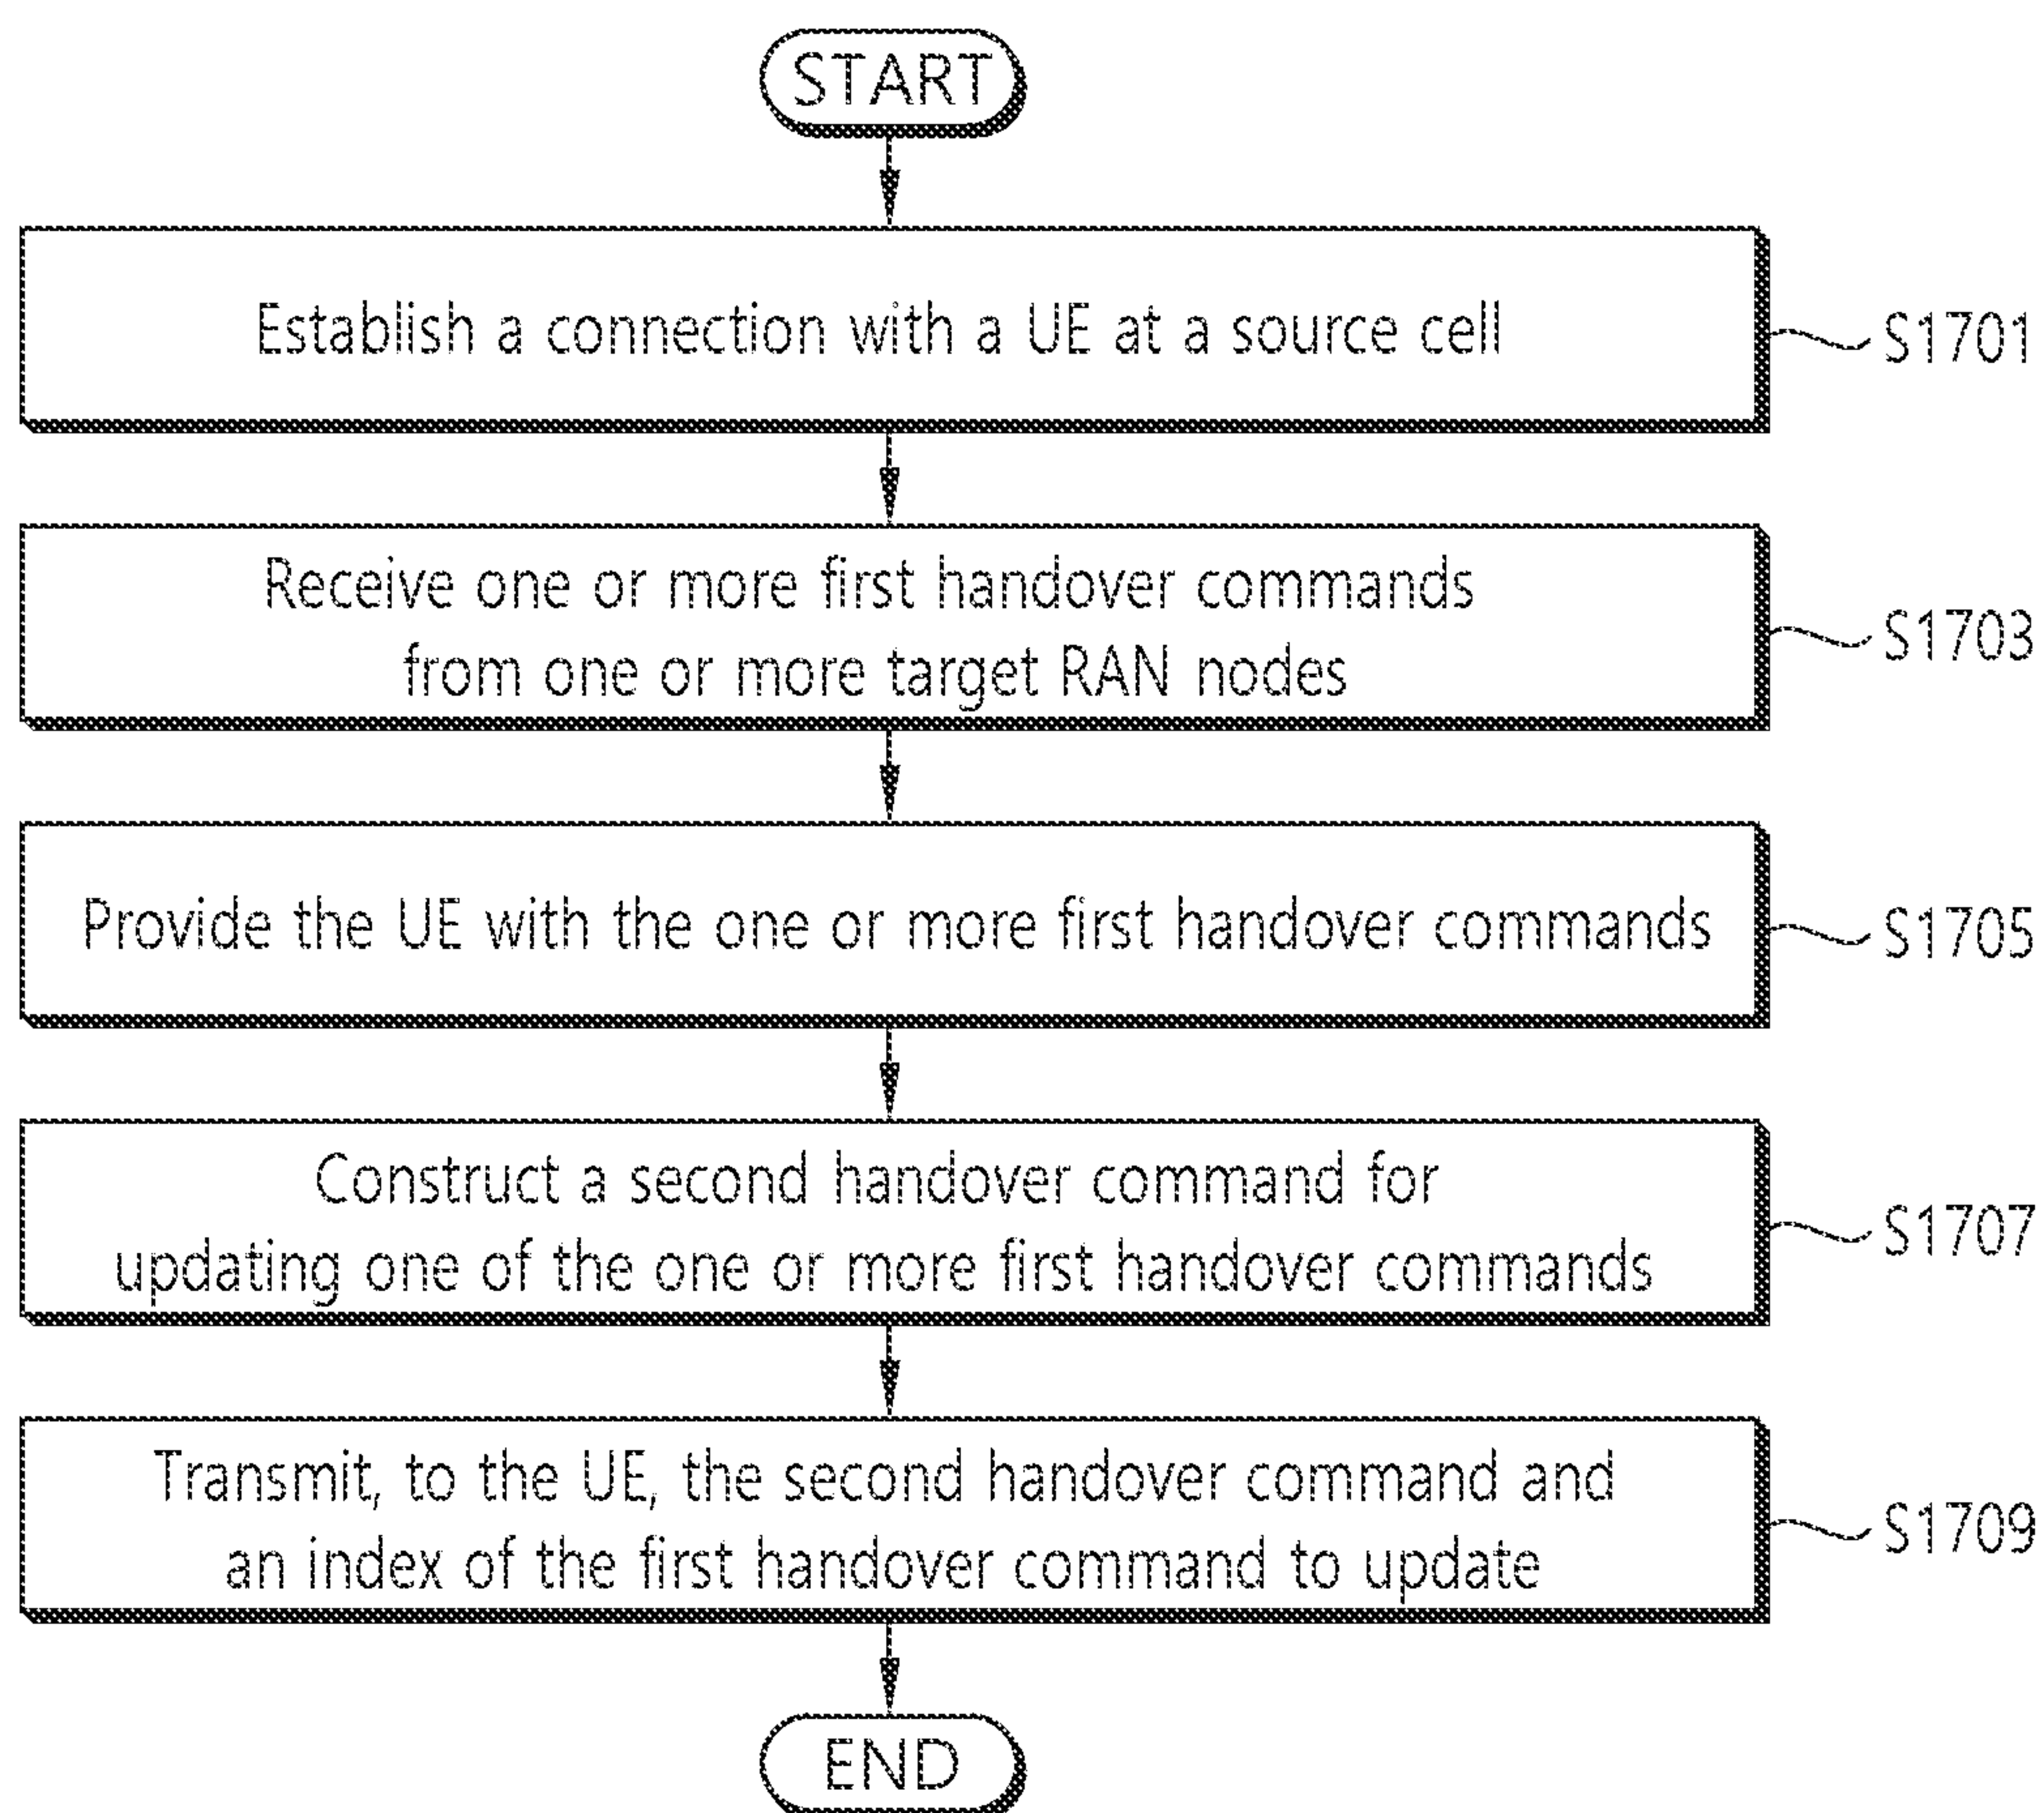 START
Establish a connection with a UE at a source cell
S1701
Receive one or more first handover commands
from one or more target RAN nodes
S1703
Provide the UE with the one or more first handover commands
S1705
Construct a second handover command for
updating one of the one or more first handover commands
S1707
Transmit, to the UE, the second handover command and
an index of the first handover command to update
S1709
END